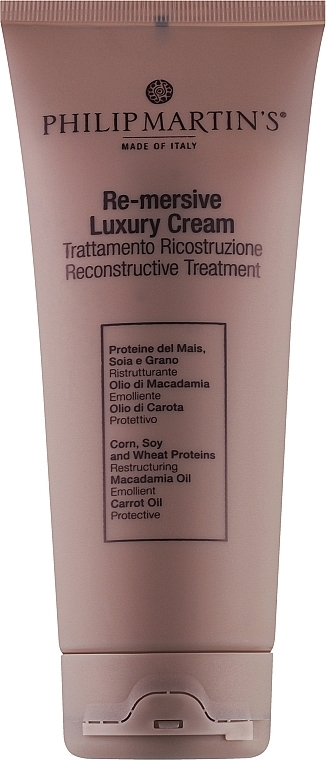 PHILIP MARTIN'S®
MADE OF ITALY
Re-mersive
Luxury Cream
Trattamento Ricostruzione
Reconstructive Treatment
Proteine del Mais,
Soia e Grano
Ristrutturante
Olio di Macadamia
Emolliente
Olio di Carota
Protettivo
Corn, Soy
and Wheat Proteins
Restructuring
Macadamia Oil
Emollient
Carrot Oil
Protective